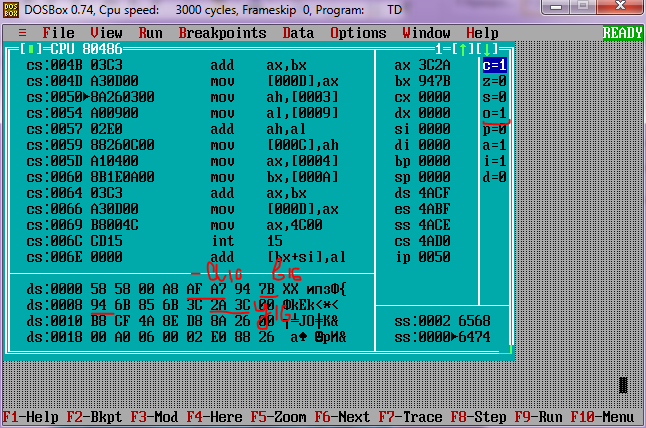 DOSBox 0.74, Cpu speed: 3000 cycles, Frameskip 0, Program: TD
≡ File View Run Breakpoints Data Options Window Help READY
[▮]=CPU 80486 1=[↑][↓]
cs:004B 03C3 add ax,bx ax 3C2A c=1
cs:004D A30D00 mov [000D],ax bx 947B z=0
cs:0050►8A260300 mov ah,[0003] cx 0000 s=0
cs:0054 A00900 mov al,[0009] dx 0000 o=1
cs:0057 02E0 add ah,al si 0000 p=0
cs:0059 88260C00 mov [000C],ah di 0000 a=1
cs:005D A10400 mov ax,[0004] bp 0000 i=1
cs:0060 8B1E0A00 mov bx,[000A] sp 0000 d=0
cs:0064 03C3 add ax,bx ds 4ACF
cs:0066 A30D00 mov [000D],ax es 4ABF
cs:0069 B8004C mov ax,4C00 ss 4ACE
cs:006C CD15 int 15 cs 4AD0
cs:006E 0000 add [bx+si],al ip 0050
ds:0000 58 58 00 A8 AF A7 94 7B XX ипзФ{
ds:0008 94 6B 85 6B 3C 2A 3C 00 ФkЕk<*<
ds:0010 B8 CF 4A 8E D8 8A 26 00 ╕╧JО╪К&
ds:0018 00 A0 06 00 02 E0 88 26 а♠ ☻рИ&
ss:0002 6568
ss:0000►6474
F1-Help F2-Bkpt F3-Mod F4-Here F5-Zoom F6-Next F7-Trace F8-Step F9-Run F10-Menu